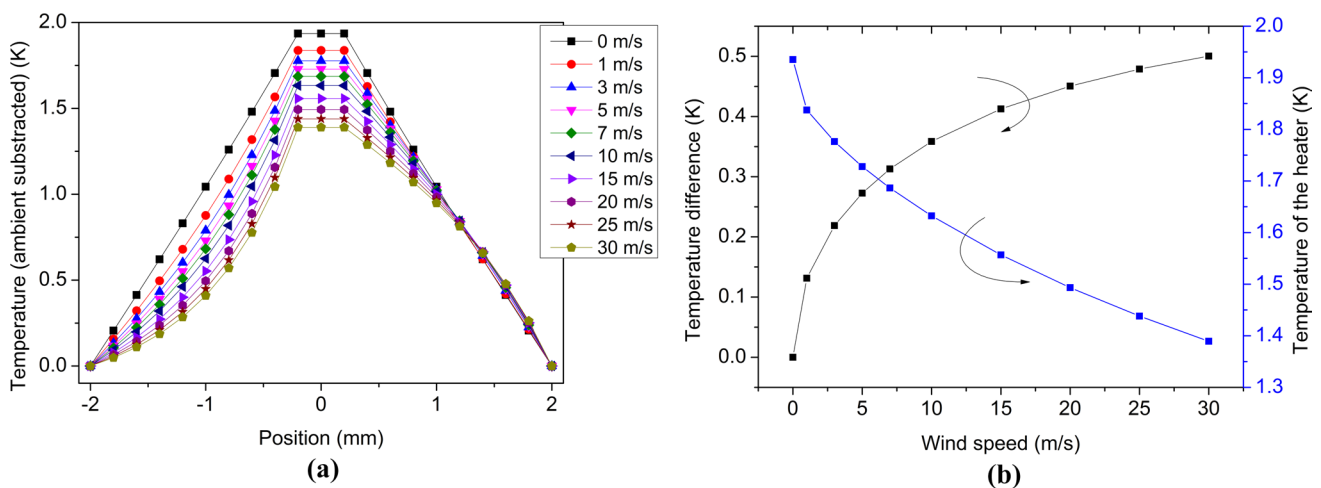 2.0
1.5
1.0
0.5
0.0
-2
-1
0
1
2
Temperature (ambient substracted) (K)
Position (mm)
0 m/s
1 m/s
3 m/s
5 m/s
7 m/s
10 m/s
15 m/s
20 m/s
25 m/s
30 m/s
(a)
0.5
0.4
0.3
0.2
0.1
0.0
Temperature difference (K)
0
5
10
15
20
25
30
Wind speed (m/s)
2.0
1.9
1.8
1.7
1.6
1.5
1.4
1.3
Temperature of the heater (K)
(b)